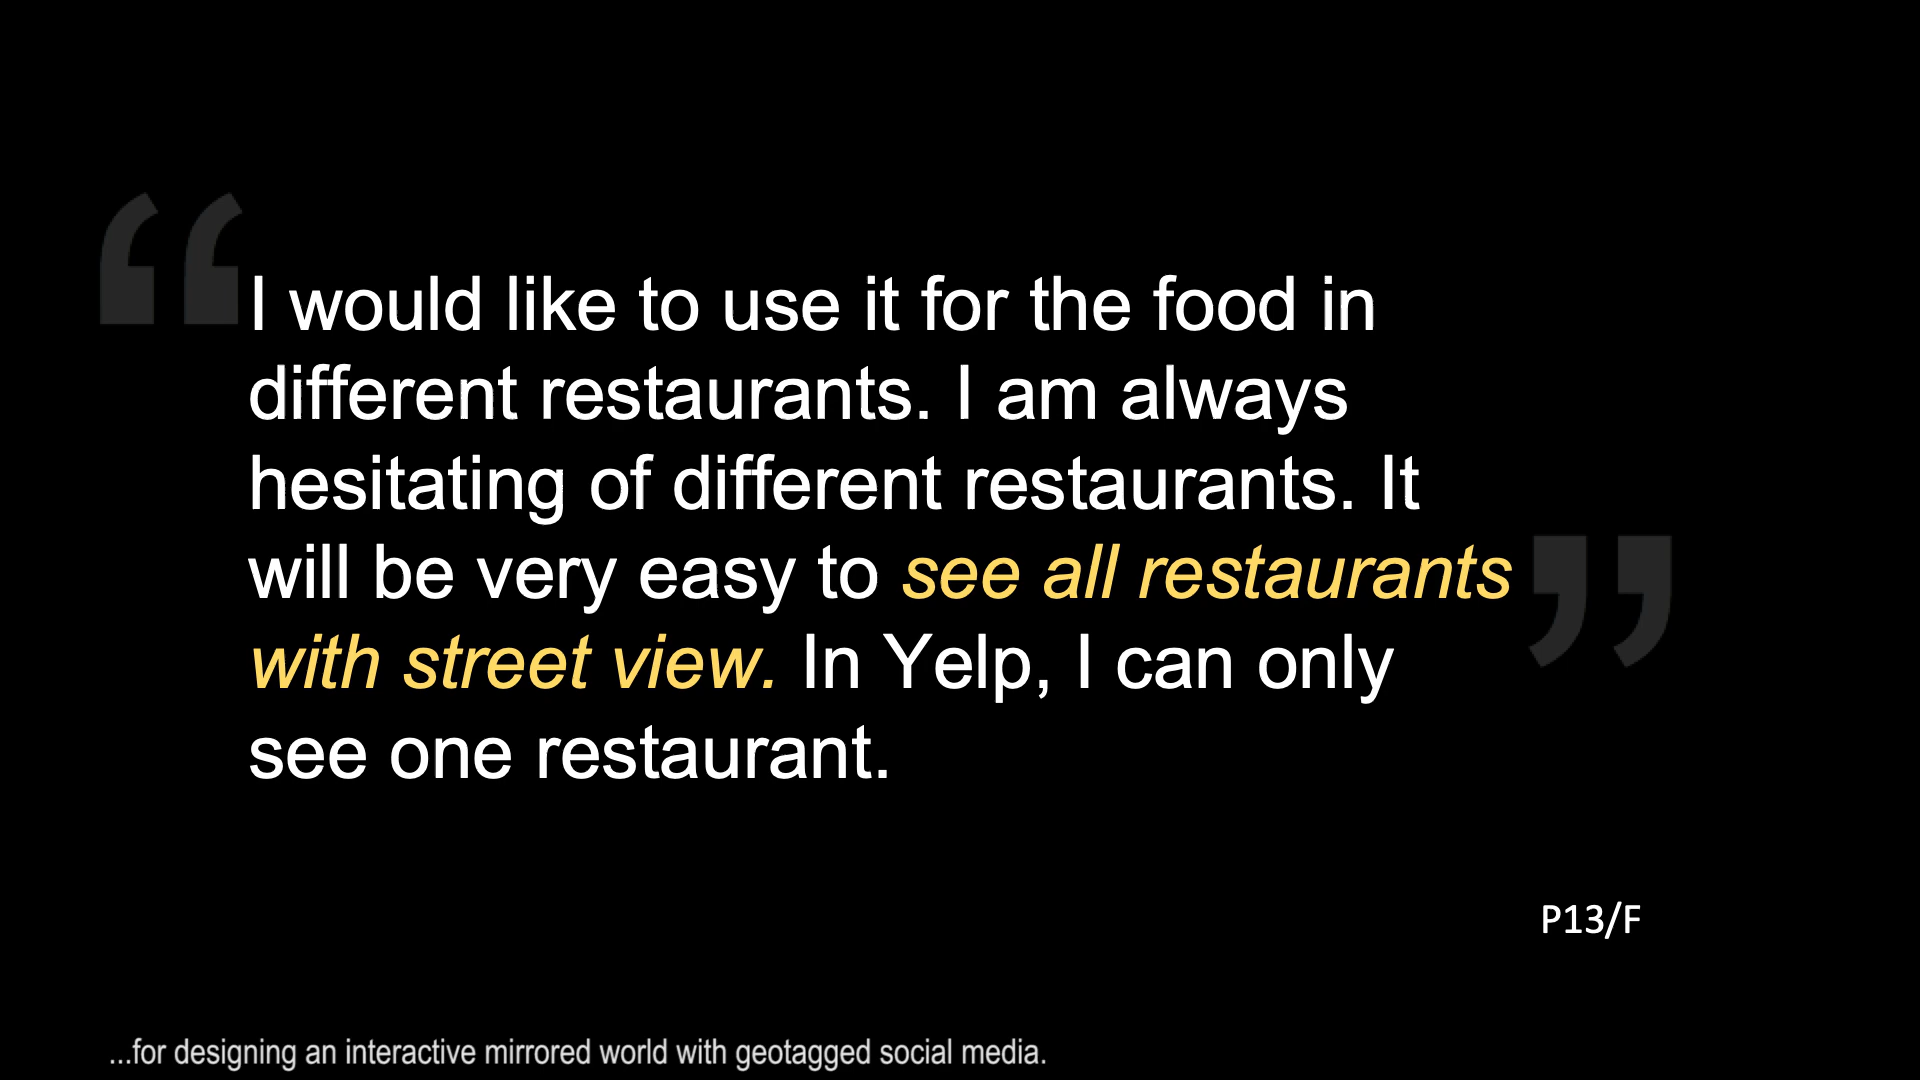 “
I would like to use it for the food in
different restaurants. I am always
hesitating of different restaurants. It
will be very easy to see all restaurants
with street view. In Yelp, I can only
see one restaurant.
”
P13/F
...for designing an interactive mirrored world with geotagged social media.